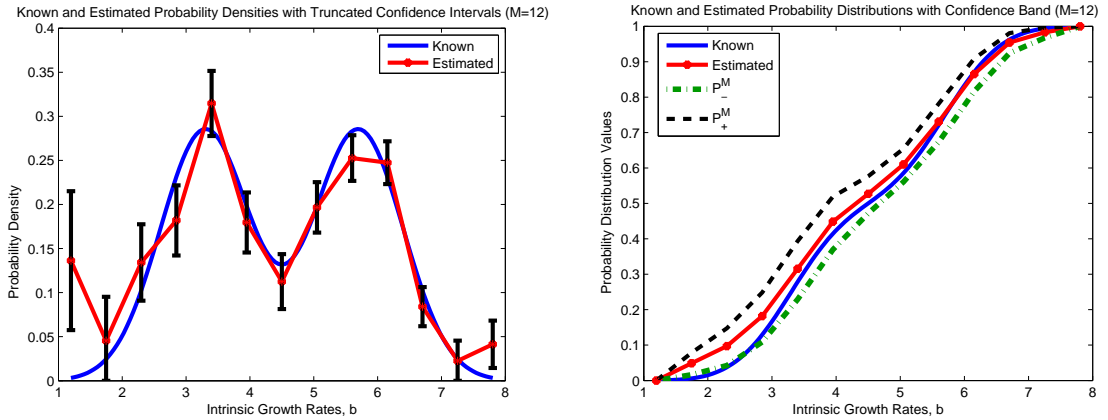 Known and Estimated Probability Densities with Truncated Confidence Intervals (M=12)
0.4
0.35
0.3
0.25
0.2
0.15
0.1
0.05
0
Probability Density
Known
Estimated
1 2 3 4 5 6 7 8
Intrinsic Growth Rates, b
Known and Estimated Probability Distributions with Confidence Band (M=12)
1
0.9
0.8
0.7
0.6
0.5
0.4
0.3
0.2
0.1
0
Probability Distribution Values
Known
Estimated
P_-^M
P_+^M
1 2 3 4 5 6 7 8
Intrinsic Growth Rates, b